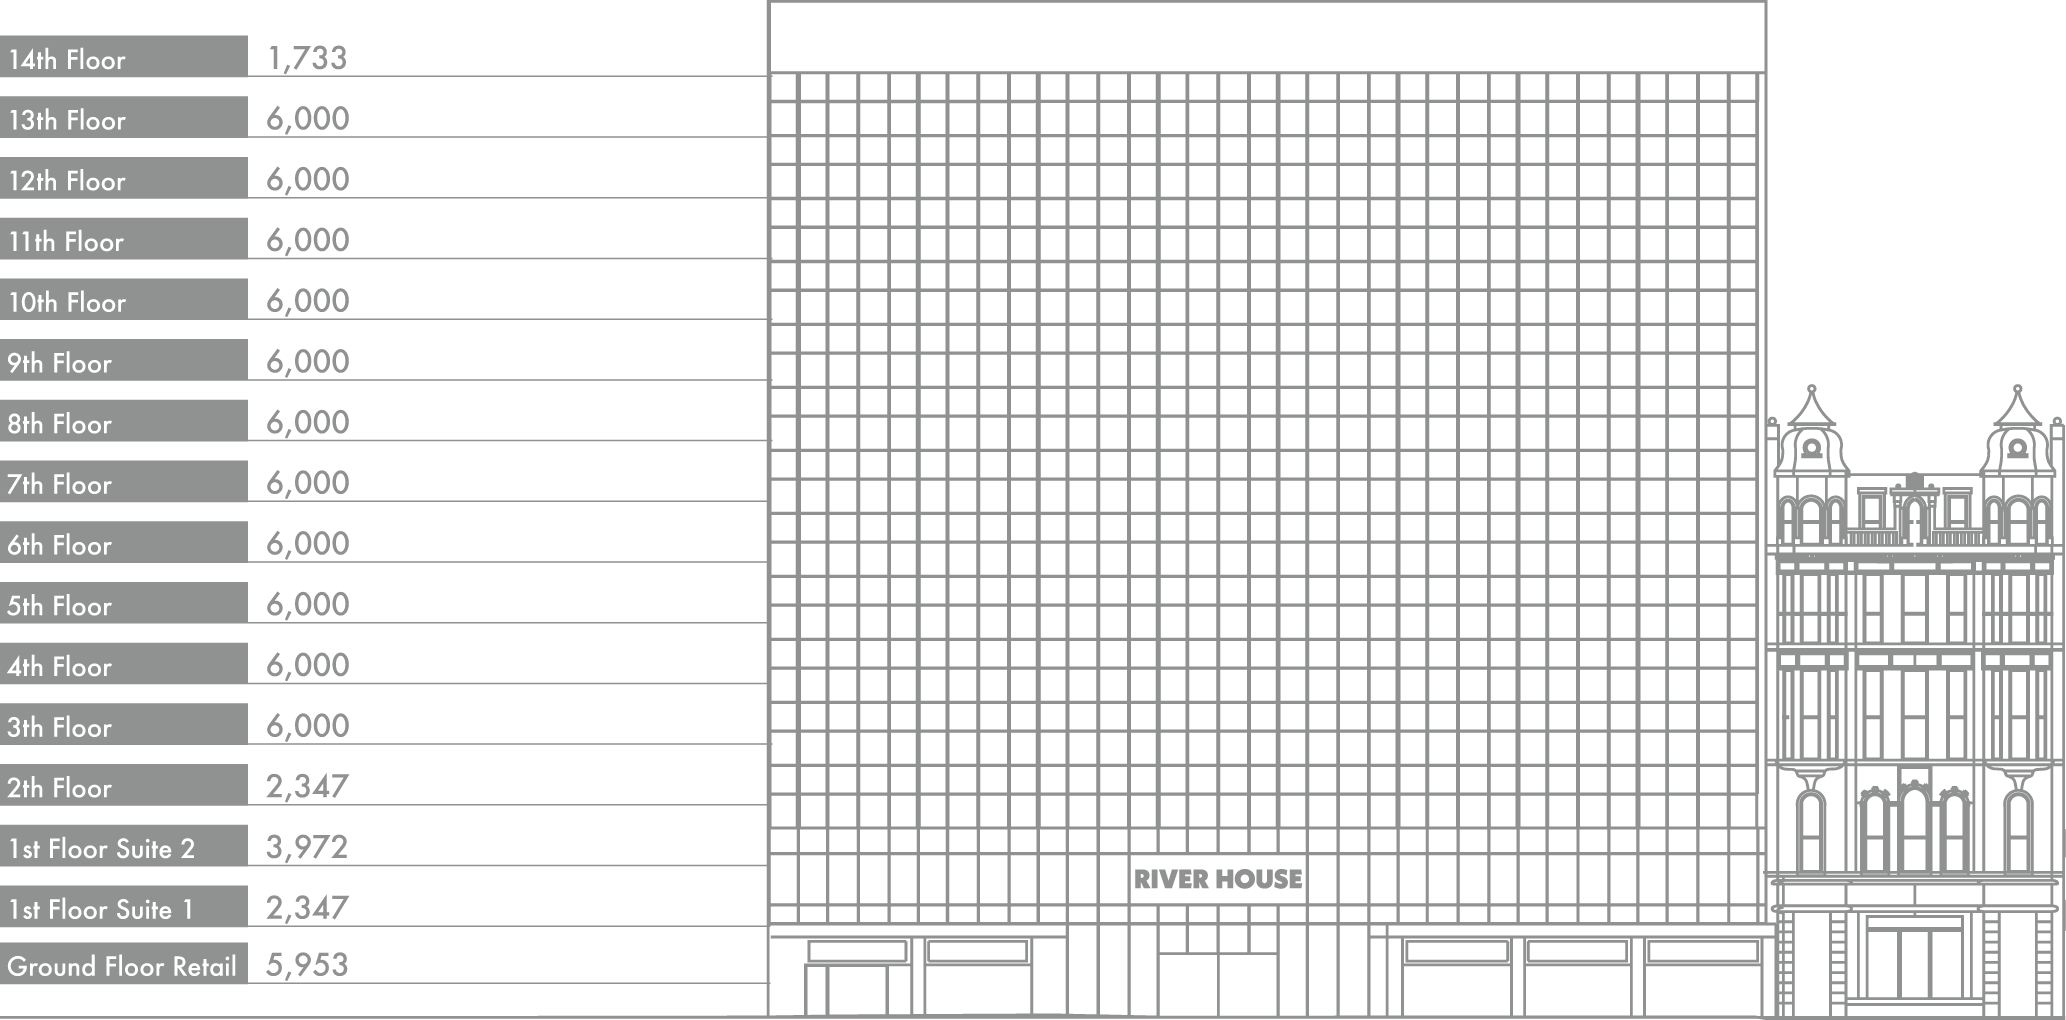 14th Floor 1,733
13th Floor 6,000
12th Floor 6,000
11th Floor 6,000
10th Floor 6,000
9th Floor 6,000
8th Floor 6,000
7th Floor 6,000
6th Floor 6,000
5th Floor 6,000
4th Floor 6,000
3th Floor 6,000
2th Floor 2,347
1st Floor Suite 2 3,972
RIVER HOUSE
1st Floor Suite 1 2,347
Ground Floor Retail 5,953